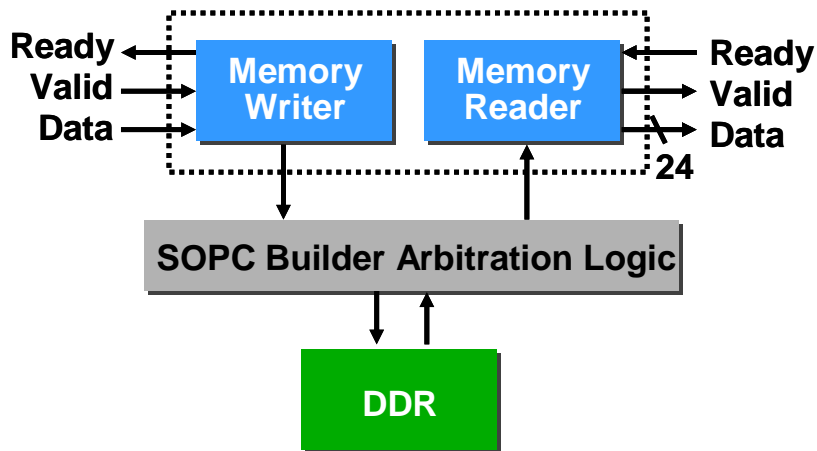 Ready
Valid
Data
Memory
Writer
Memory
Reader
Ready
Valid
Data
24
SOPC Builder Arbitration Logic
DDR